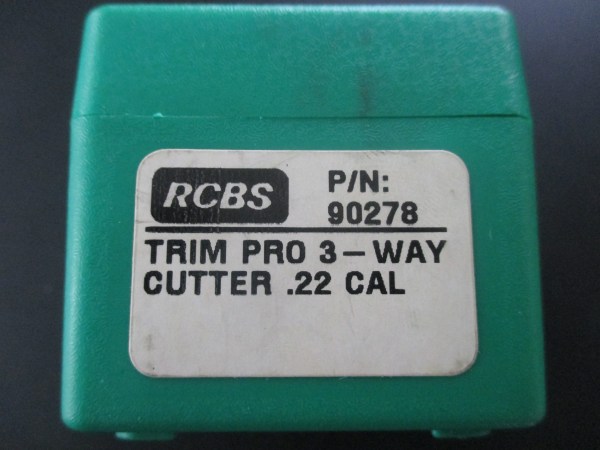 RCBS
P/N:
90278
TRIM PRO 3-WAY
CUTTER .22 CAL